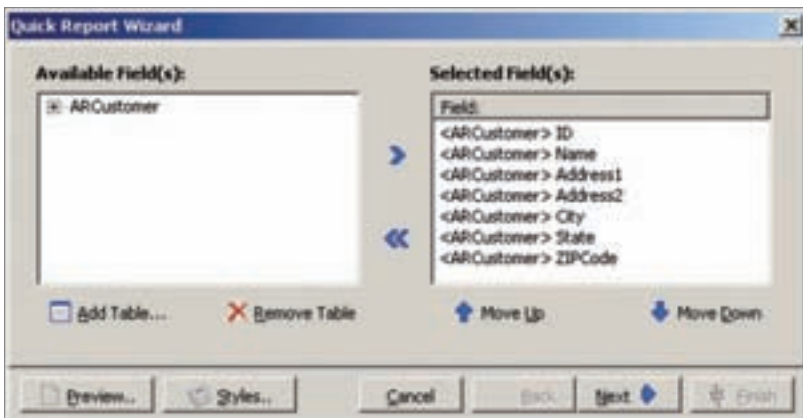 Quick Report Wizard
Available Field(s):
ARCustomer
Selected Field(s):
Field:
<ARCustomer> ID
<ARCustomer> Name
<ARCustomer> Address1
<ARCustomer> Address2
<ARCustomer> City
<ARCustomer> State
<ARCustomer> ZIPCode
Add Table...
Remove Table
Move Up
Move Down
Preview..
Styles..
Cancel
Back
Next
Finish